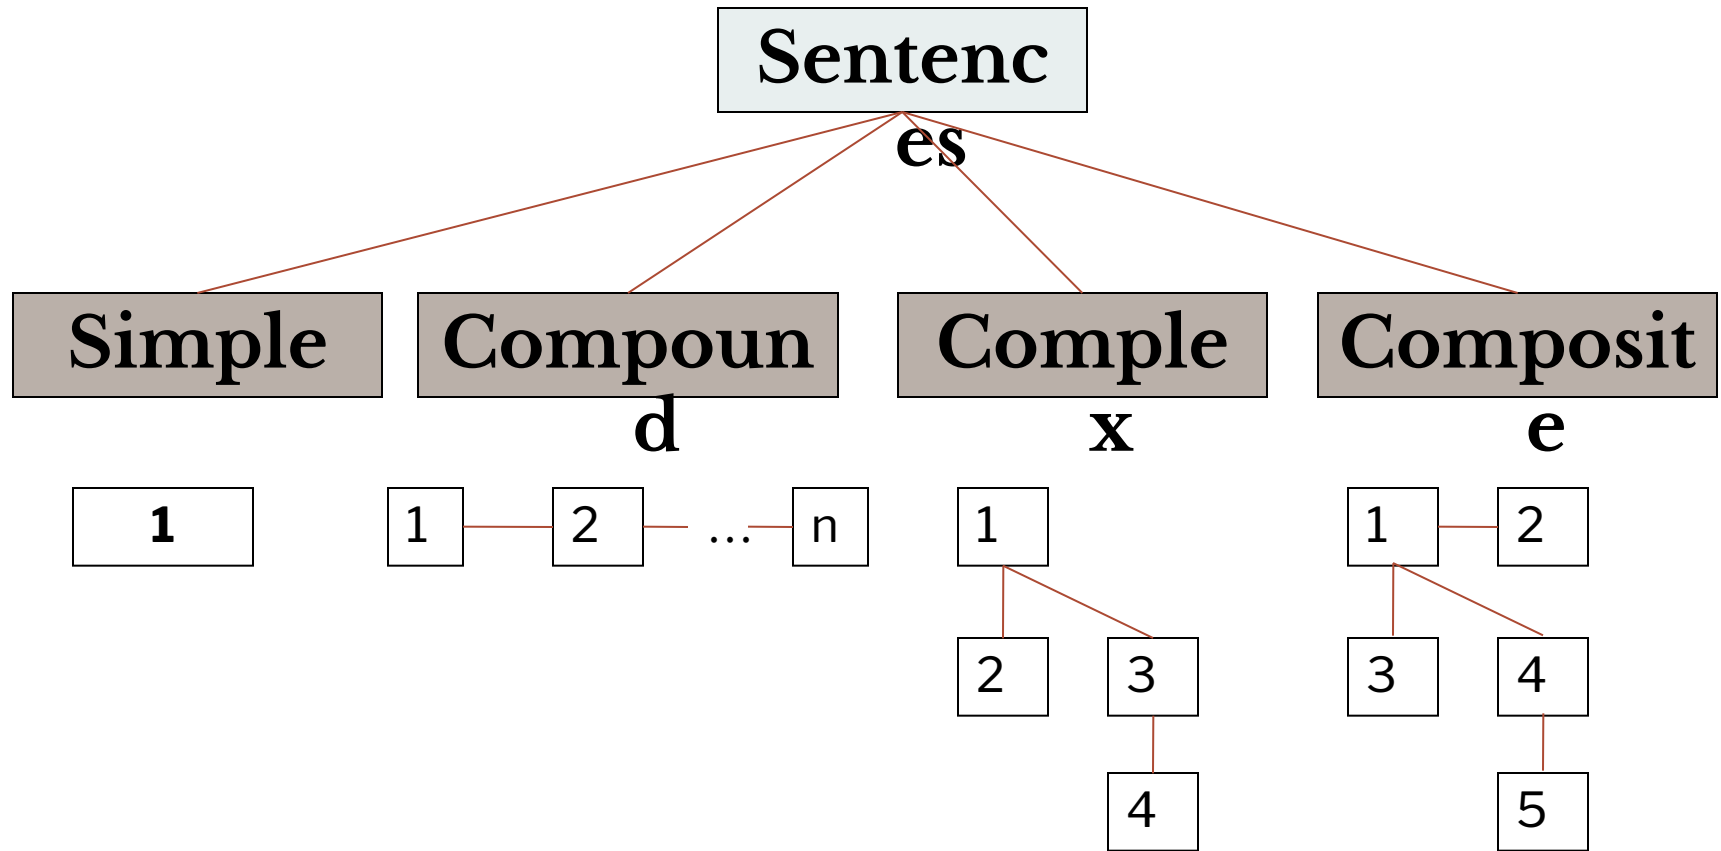 Sentenc
es
Simple
Compoun
d
Comple
x
Composit
e
1
1 2 ... n
1
2 3
4
1 2
3 4
5